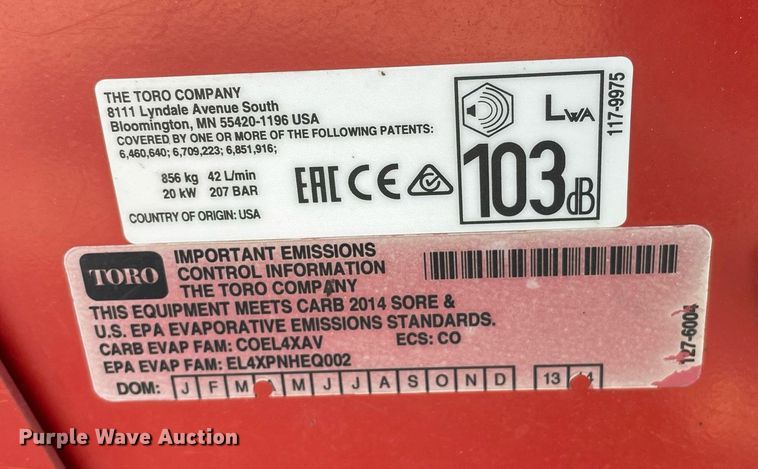 THE TORO COMPANY
8111 Lyndale Avenue South
Bloomington, MN 55420-1196 USA
COVERED BY ONE OR MORE OF THE FOLLOWING PATENTS:
6,460,640; 6,709,223; 6,851,916;
856 kg 42 L/min
20 kW 207 BAR
COUNTRY OF ORIGIN: USA
EAC CE
LWA
103 dB
117-9975
TORO
IMPORTANT EMISSIONS
CONTROL INFORMATION
THE TORO COMPANY
THIS EQUIPMENT MEETS CARB 2014 SORE &
U.S. EPA EVAPORATIVE EMISSIONS STANDARDS.
CARB EVAP FAM: COEL4XAV ECS: CO
EPA EVAP FAM: EL4XPNHEQ002
DOM: J F M A M J J A S O N D 13 14
127-6004
Purple Wave Auction